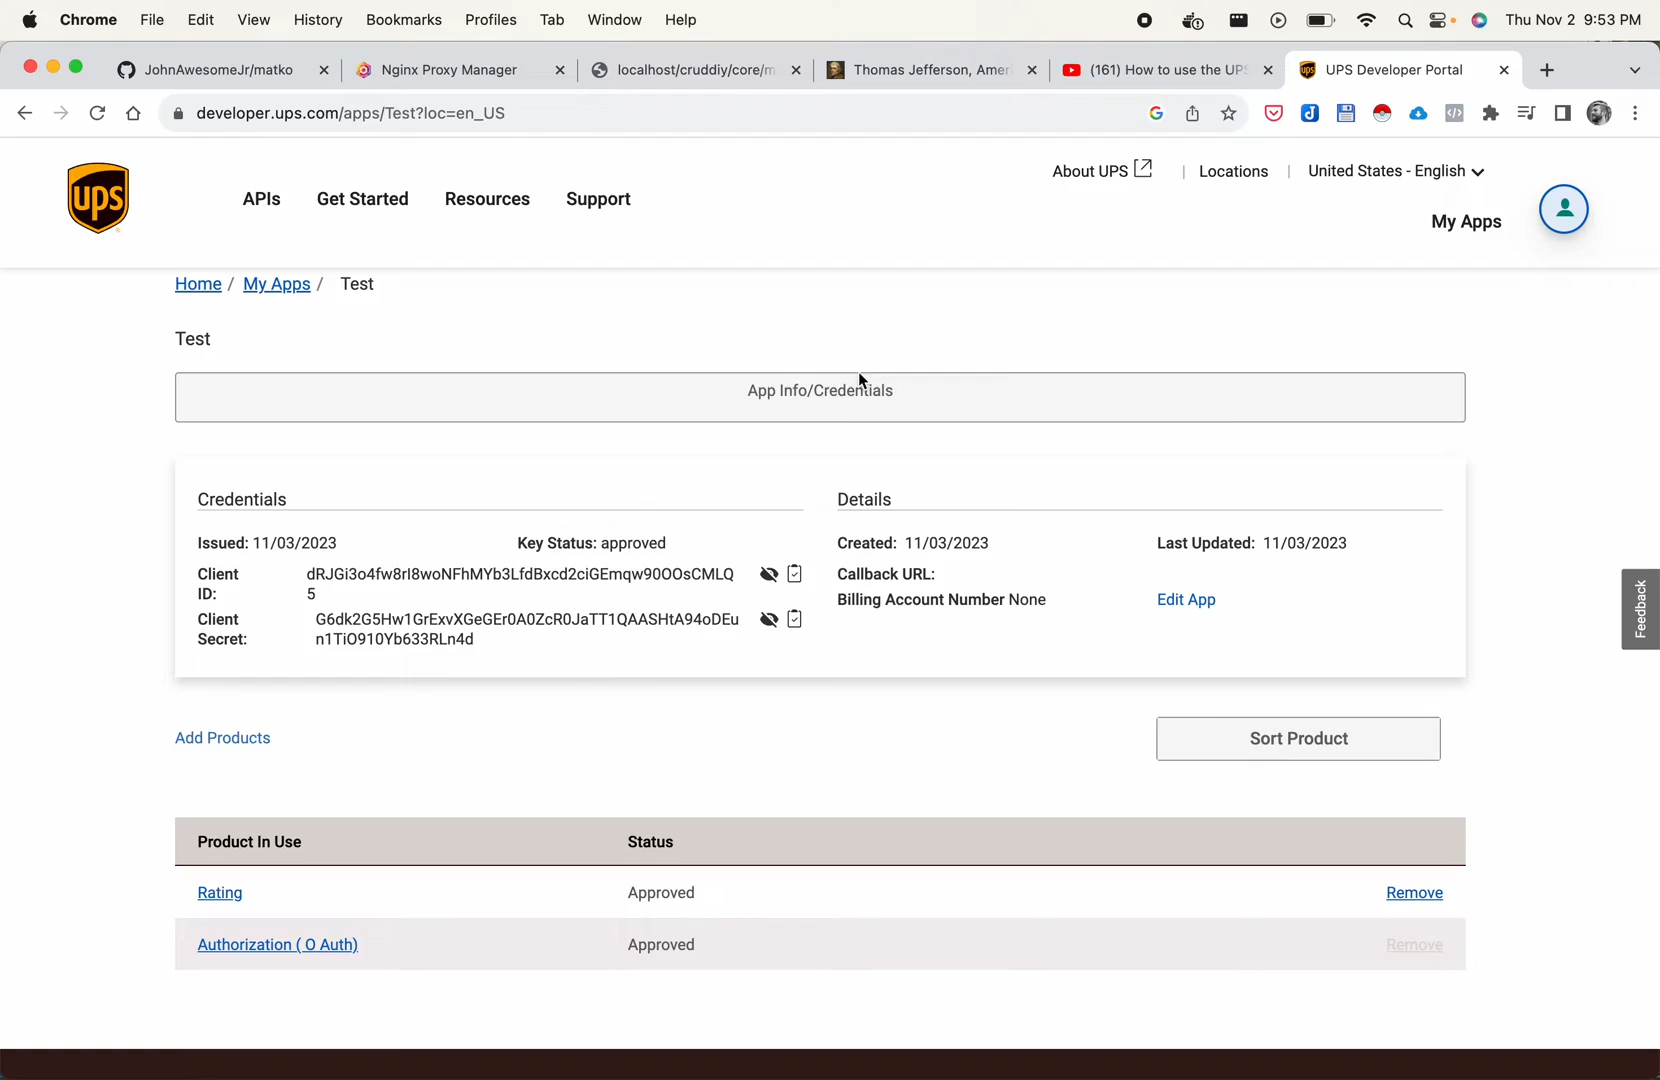 Chrome File Edit View History Bookmarks Profiles Tab Window Help Thu Nov 2 9:53 PM
JohnAwesomeJr/matko Nginx Proxy Manager localhost/cruddiy/core/m Thomas Jefferson, Amer (161) How to use the UPS UPS Developer Portal
developer.ups.com/apps/Test?loc=en_US
About UPS | Locations | United States - English
ups APIs Get Started Resources Support
My Apps
Home / My Apps / Test
Test
App Info/Credentials
Credentials Details
Issued: 11/03/2023 Key Status: approved Created: 11/03/2023 Last Updated: 11/03/2023
Client dRJGi3o4fw8rI8woNFhMYb3LfdBxcd2ciGEmqw90OOsCMLQ Callback URL:
ID: 5
Billing Account Number None Edit App
Client G6dk2G5Hw1GrExvXGeGEr0A0ZcR0JaTT1QAASHtA94oDEu
Secret: n1TiO910Yb633RLn4d
Feedback
Add Products Sort Product
Product In Use Status
Rating Approved Remove
Authorization ( O Auth) Approved Remove